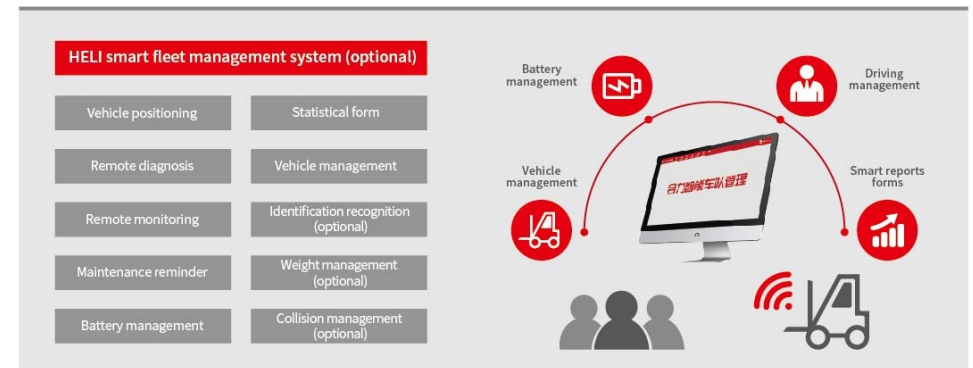 HELI smart fleet management system (optional)
Vehicle positioning
Statistical form
Remote diagnosis
Vehicle management
Remote monitoring
Identification recognition
(optional)
Maintenance reminder
Weight management
(optional)
Battery management
Collision management
(optional)
Battery
management
Driving
management
Vehicle
management
Smart reports
forms
合力智能车队管理